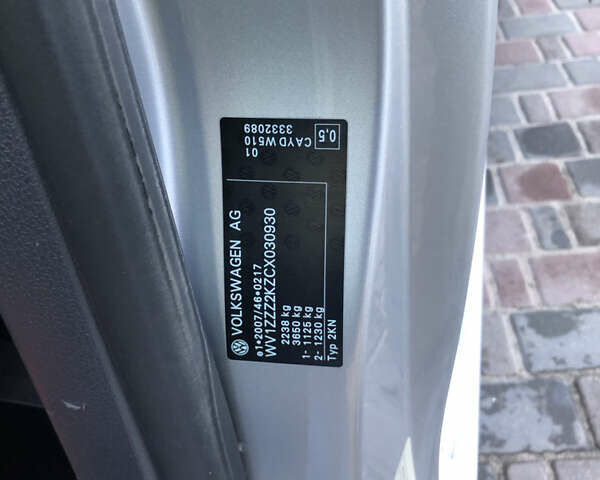 VOLKSWAGEN AG
e1*2007/46*0217
WV1ZZZ2KZCX030930
2238 kg
3650 kg
1- 1125 kg
2- 1230 kg
Typ 2KN
01
CAYD W510
3332089
0.5